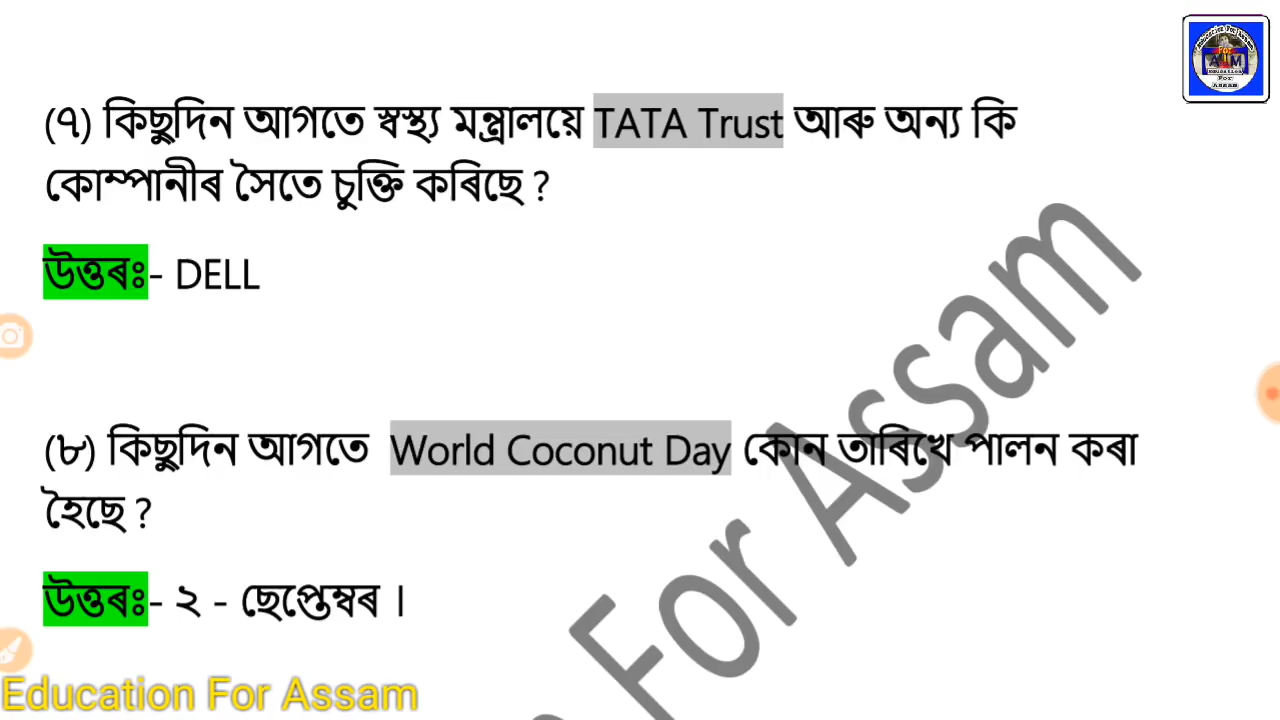 (৭) কিছুদিন আগতে স্বস্থ্য মন্ত্ৰালয়ে TATA Trust আৰু অন্য কি
কোম্পানীৰ সৈতে চুক্তি কৰিছে ?
উত্তৰঃ- DELL
(৮) কিছুদিন আগতে World Coconut Day কোন তাৰিখে পালন কৰা
হৈছে ?
উত্তৰঃ- ২ - ছেপ্তেম্বৰ ।
For Assam
Education For Assam